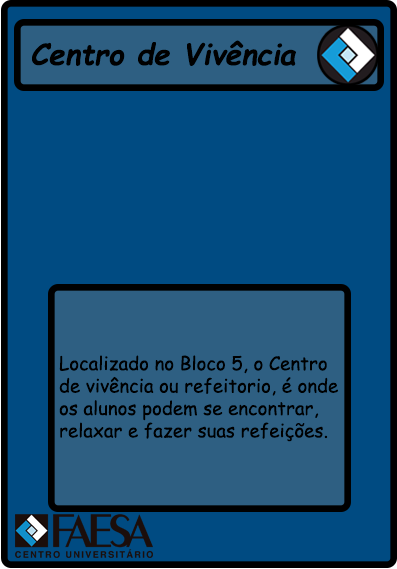 Centro de Vivência
Localizado no Bloco 5, o Centro
de vivência ou refeitorio, é onde
os alunos podem se encontrar,
relaxar e fazer suas refeições.
FAESA
CENTRO UNIVERSITÁRIO